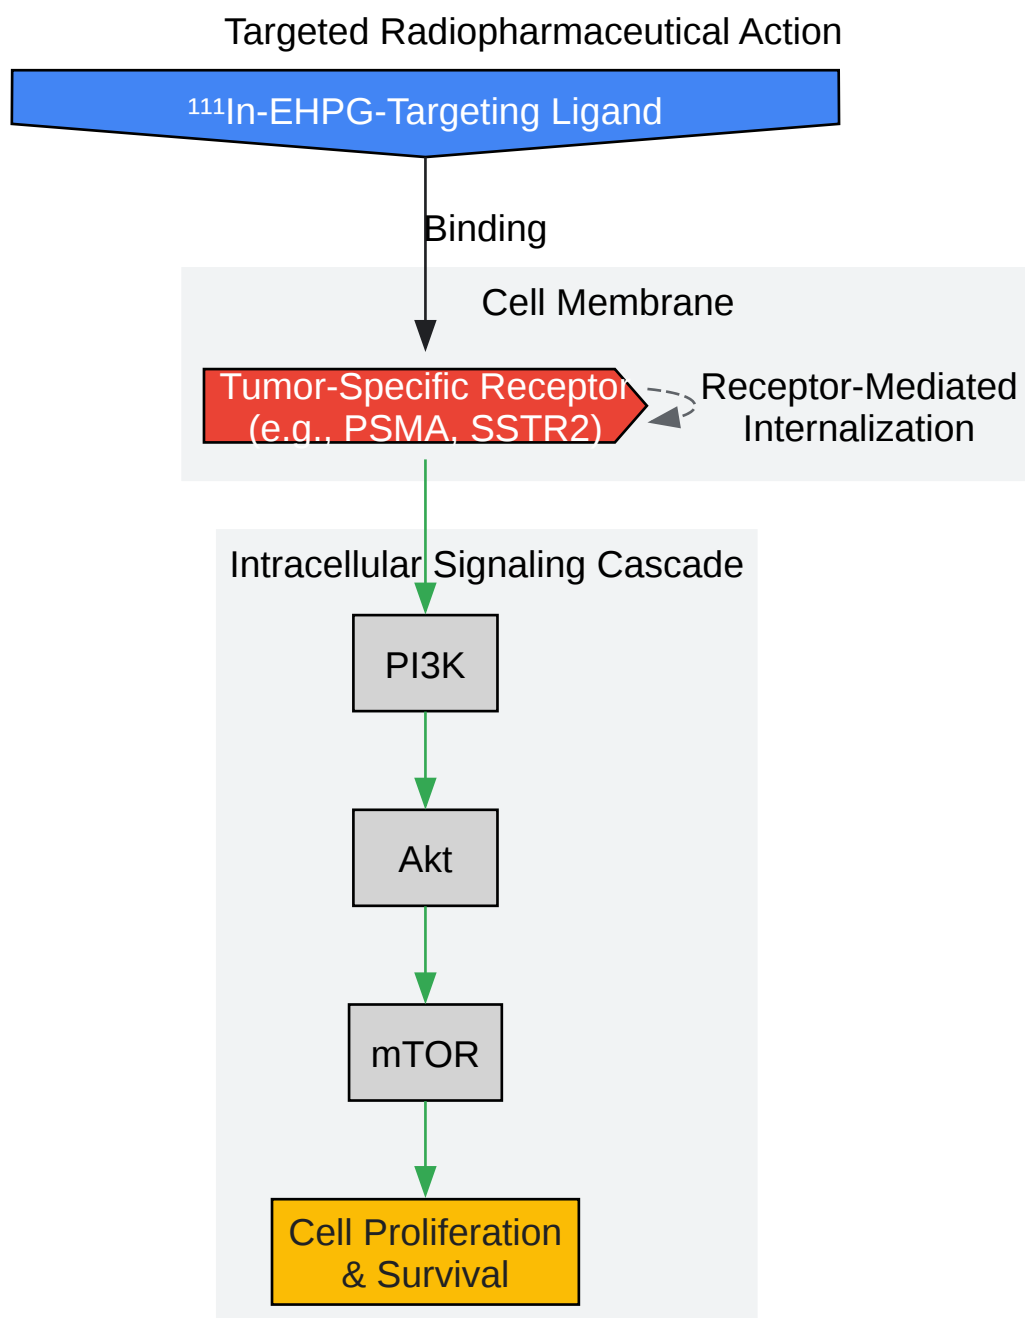 Targeted Radiopharmaceutical Action
¹¹¹In-EHPG-Targeting Ligand
Binding
Cell Membrane
Tumor-Specific Receptor
(e.g., PSMA, SSTR2)
Receptor-Mediated
Internalization
Intracellular Signaling Cascade
PI3K
Akt
mTOR
Cell Proliferation
& Survival